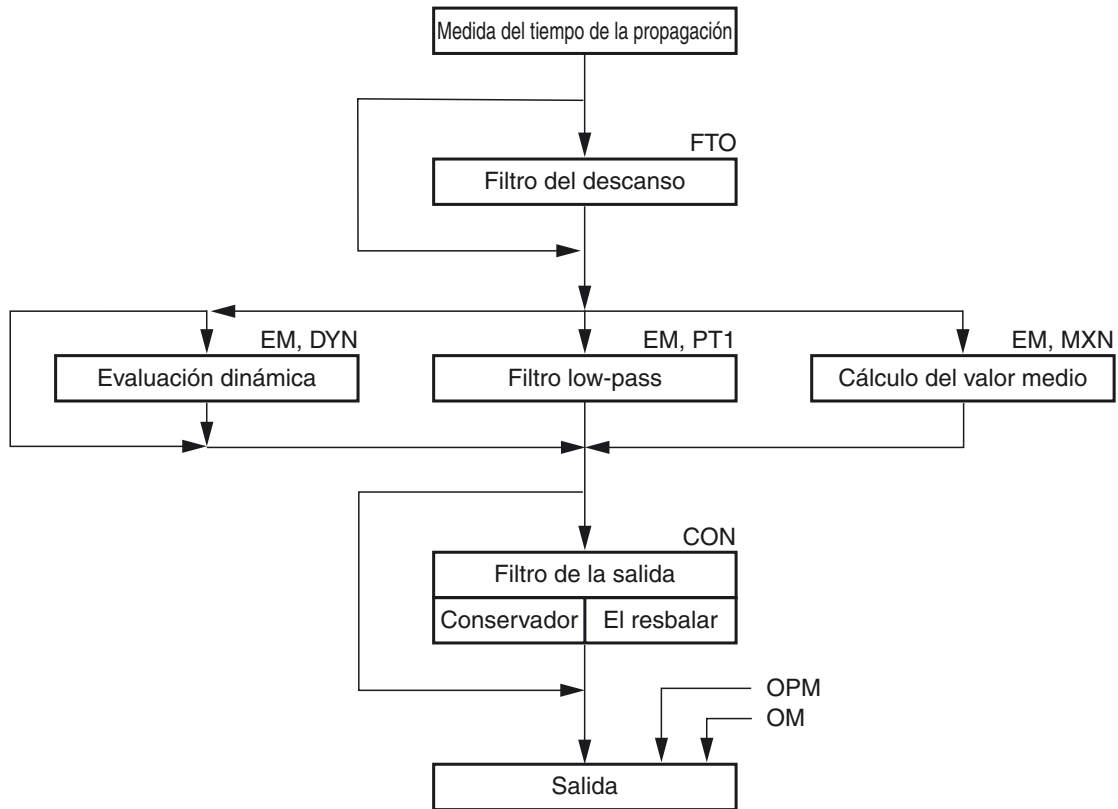 Medida del tiempo de la propagación
FTO
Filtro del descanso
EM, DYN
EM, PT1
EM, MXN
Evaluación dinámica
Filtro low-pass
Cálculo del valor medio
CON
Filtro de la salida
Conservador
El resbalar
OPM
OM
Salida